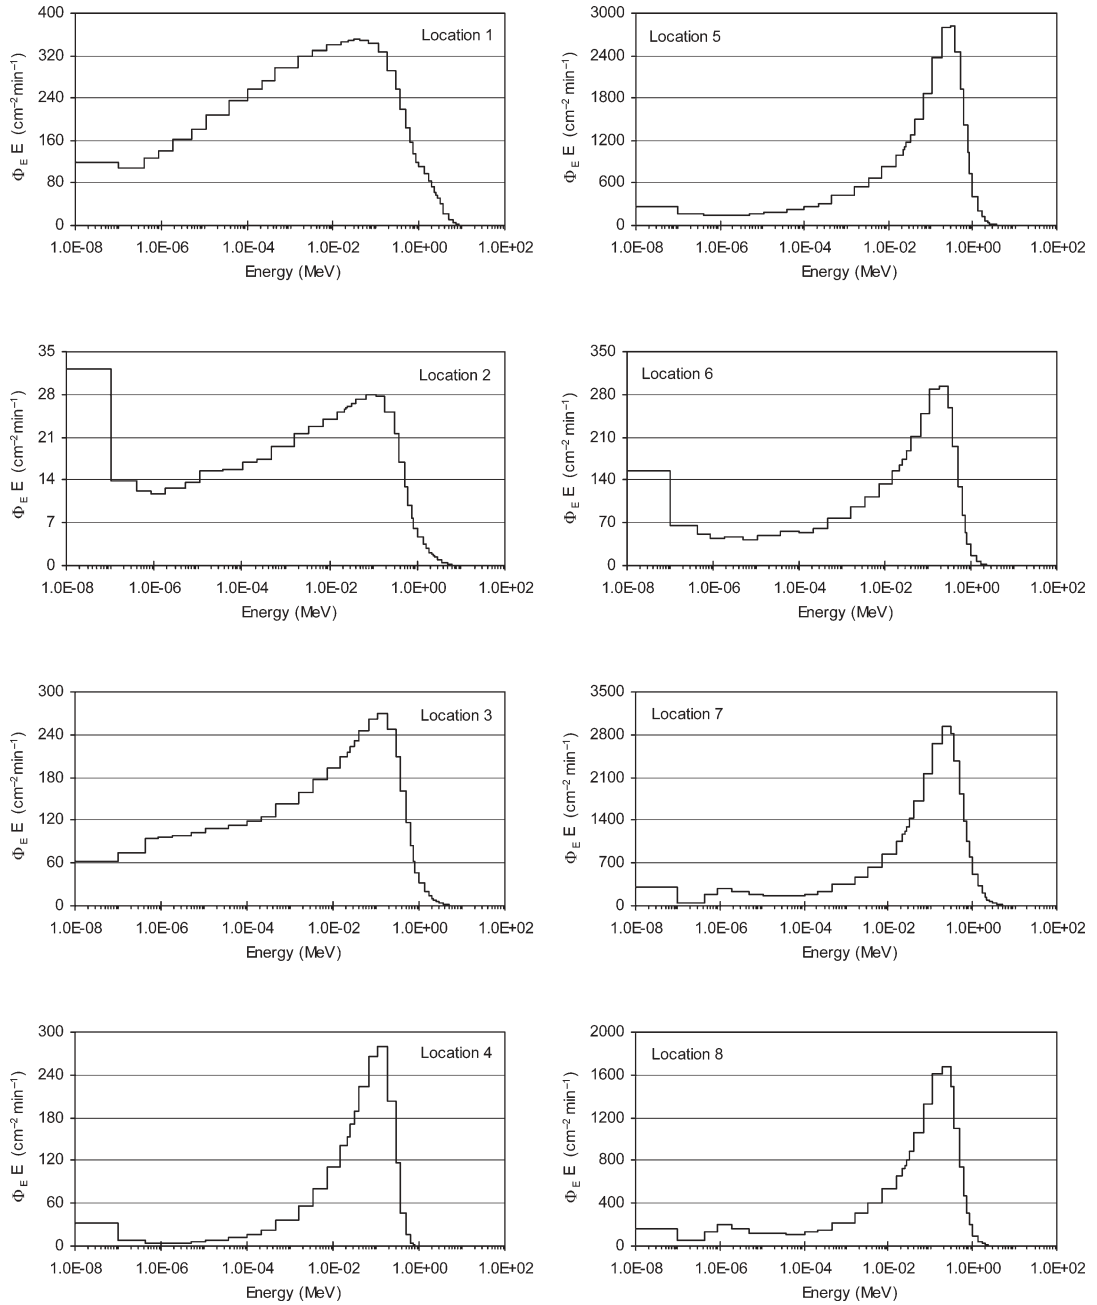 Location 1
400
320
240
160
80
0
Φ_E E (cm⁻² min⁻¹)
1.0E-08 1.0E-06 1.0E-04 1.0E-02 1.0E+00 1.0E+02
Energy (MeV)
Location 5
3000
2400
1800
1200
600
0
Φ_E E (cm⁻² min⁻¹)
1.0E-08 1.0E-06 1.0E-04 1.0E-02 1.0E+00 1.0E+02
Energy (MeV)
Location 2
35
28
21
14
7
0
Φ_E E (cm⁻² min⁻¹)
1.0E-08 1.0E-06 1.0E-04 1.0E-02 1.0E+00 1.0E+02
Energy (MeV)
Location 6
350
280
210
140
70
0
Φ_E E (cm⁻² min⁻¹)
1.0E-08 1.0E-06 1.0E-04 1.0E-02 1.0E+00 1.0E+02
Energy (MeV)
Location 3
300
240
180
120
60
0
Φ_E E (cm⁻² min⁻¹)
1.0E-08 1.0E-06 1.0E-04 1.0E-02 1.0E+00 1.0E+02
Energy (MeV)
Location 7
3500
2800
2100
1400
700
0
Φ_E E (cm⁻² min⁻¹)
1.0E-08 1.0E-06 1.0E-04 1.0E-02 1.0E+00 1.0E+02
Energy (MeV)
Location 4
300
240
180
120
60
0
Φ_E E (cm⁻² min⁻¹)
1.0E-08 1.0E-06 1.0E-04 1.0E-02 1.0E+00 1.0E+02
Energy (MeV)
Location 8
2000
1600
1200
800
400
0
Φ_E E (cm⁻² min⁻¹)
1.0E-08 1.0E-06 1.0E-04 1.0E-02 1.0E+00 1.0E+02
Energy (MeV)